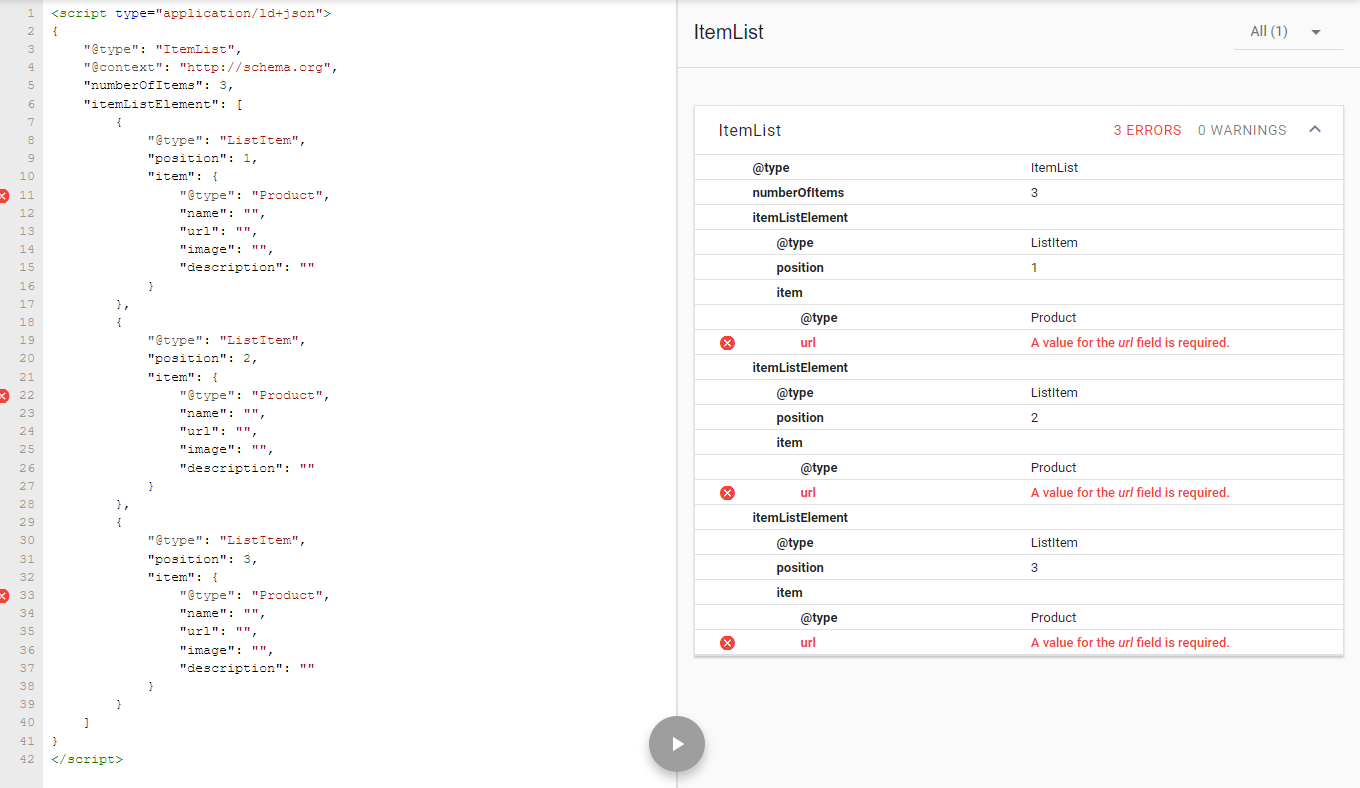 1 <script type="application/ld+json">
2 {
3 "@type": "ItemList",
4 "@context": "http://schema.org",
5 "numberOfItems": 3,
6 "itemListElement": [
7 {
8 "@type": "ListItem",
9 "position": 1,
10 "item": {
11 "@type": "Product",
12 "name": "",
13 "url": "",
14 "image": "",
15 "description": ""
16 }
17 },
18 {
19 "@type": "ListItem",
20 "position": 2,
21 "item": {
22 "@type": "Product",
23 "name": "",
24 "url": "",
25 "image": "",
26 "description": ""
27 }
28 },
29 {
30 "@type": "ListItem",
31 "position": 3,
32 "item": {
33 "@type": "Product",
34 "name": "",
35 "url": "",
36 "image": "",
37 "description": ""
38 }
39 }
40 ]
41 }
42 </script>
ItemList All (1)
ItemList 3 ERRORS 0 WARNINGS
@type ItemList
numberOfItems 3
itemListElement
@type ListItem
position 1
item
@type Product
url A value for the url field is required.
itemListElement
@type ListItem
position 2
item
@type Product
url A value for the url field is required.
itemListElement
@type ListItem
position 3
item
@type Product
url A value for the url field is required.